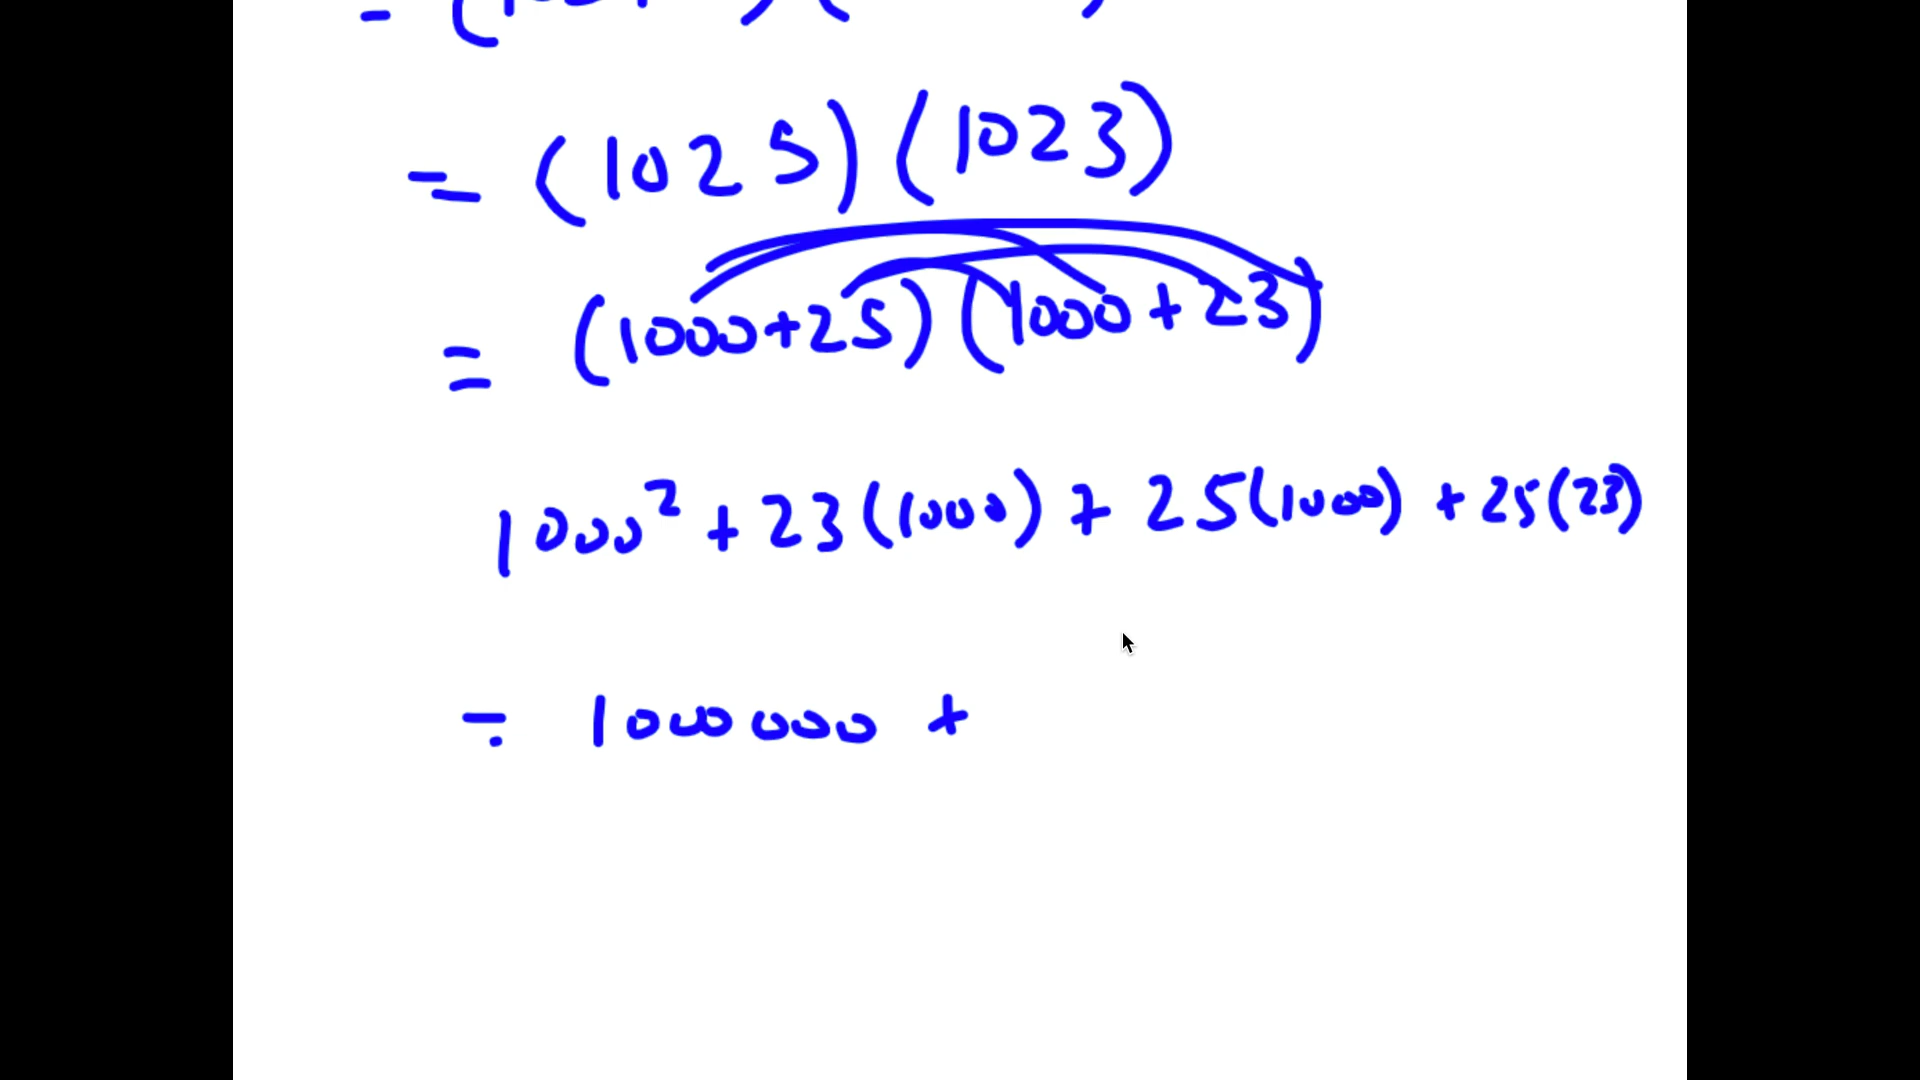 = (1025)(1023)
= (1000+25)(1000+23)
1000² + 23(1000) + 25(1000) + 25(23)
= 1000000 +